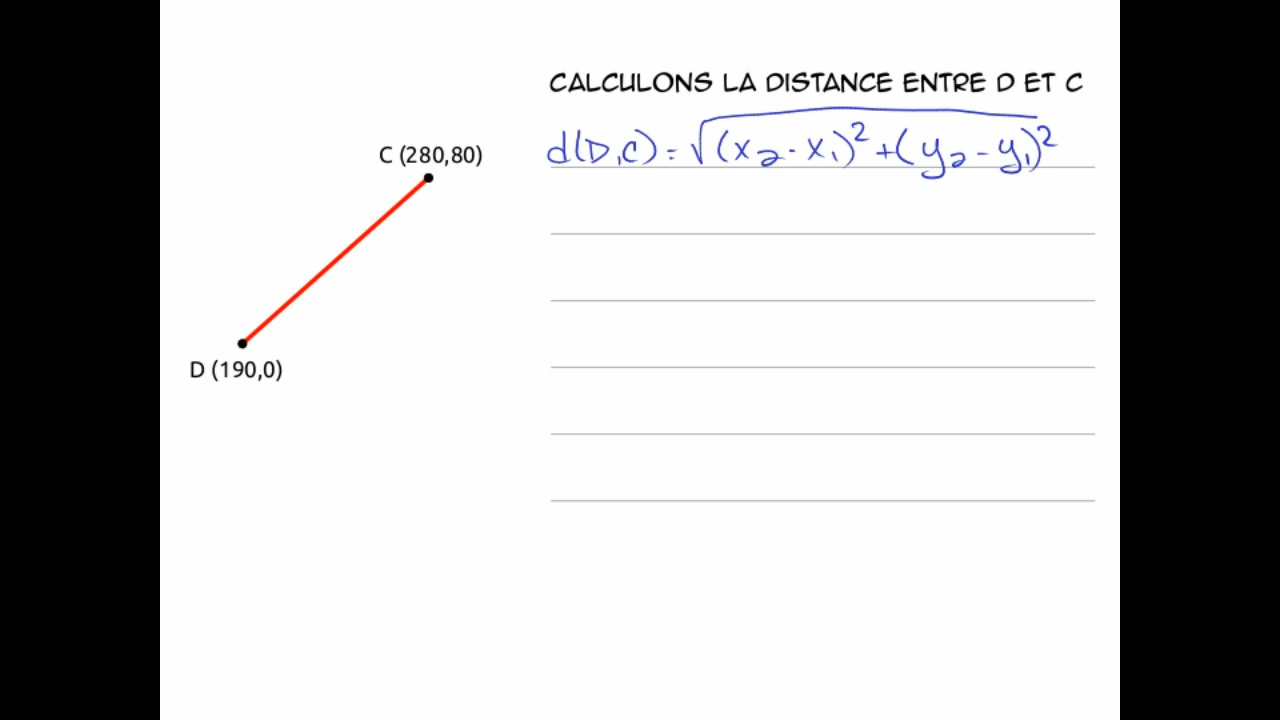 CALCULONS LA DISTANCE ENTRE D ET C
d(D,C) = √(x₂ - x₁)² + (y₂ - y₁)²
C (280,80)
D (190,0)